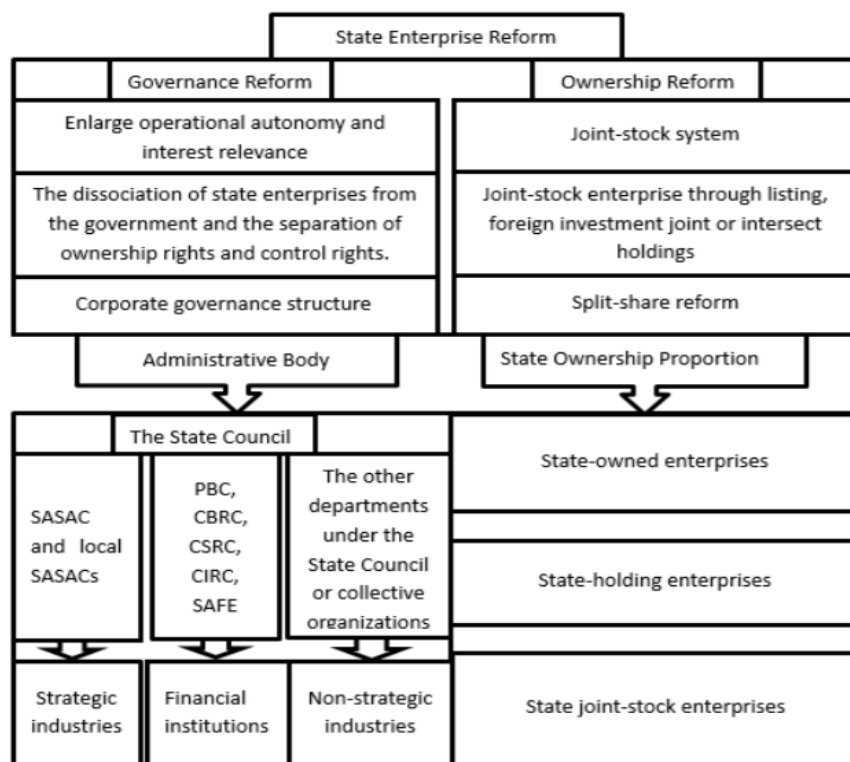 State Enterprise Reform
Governance Reform
Ownership Reform
Enlarge operational autonomy and
interest relevance
Joint-stock system
The dissociation of state enterprises from
the government and the separation of
ownership rights and control rights.
Joint-stock enterprise through listing,
foreign investment joint or intersect
holdings
Corporate governance structure
Split-share reform
Administrative Body
State Ownership Proportion
The State Council
SASAC
and local
SASACs
PBC,
CBRC,
CSRC,
CIRC,
SAFE
The other
departments
under the
State Council
or collective
organizations
State-owned enterprises
State-holding enterprises
Strategic
industries
Financial
institutions
Non-strategic
industries
State joint-stock enterprises